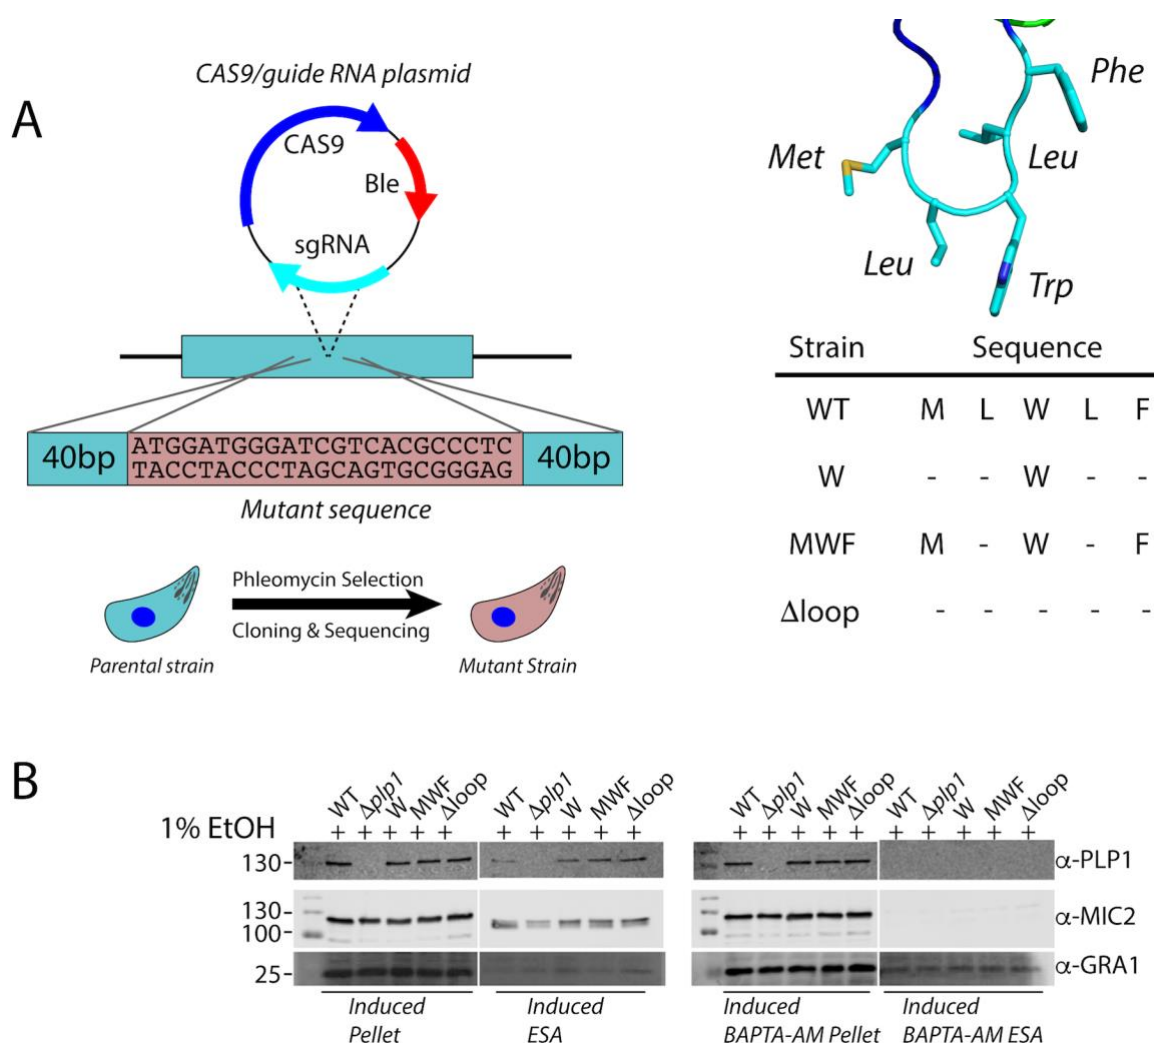 A
CAS9/guide RNA plasmid
CAS9
Ble
sgRNA
40bp
ATGGATGGGATCGTCACGCCCTC
TACCTACCCTAGCAGTGCGGGAG
40bp
Mutant sequence
Phleomycin Selection
Cloning & Sequencing
Parental strain
Mutant Strain
Phe
Met
Leu
Leu
Trp
Strain Sequence
WT M L W L F
W - - W - -
MWF M - W - F
Δloop - - - - -
B
WT Δplp1 W MWF Δloop WT Δplp1 W MWF Δloop WT Δplp1 W MWF Δloop WT Δplp1 W MWF Δloop
1% EtOH + + + + + + + + + + + + + + + + + + + +
130 α-PLP1
130
100 α-MIC2
25 α-GRA1
Induced Induced Induced Induced
Pellet ESA BAPTA-AM Pellet BAPTA-AM ESA